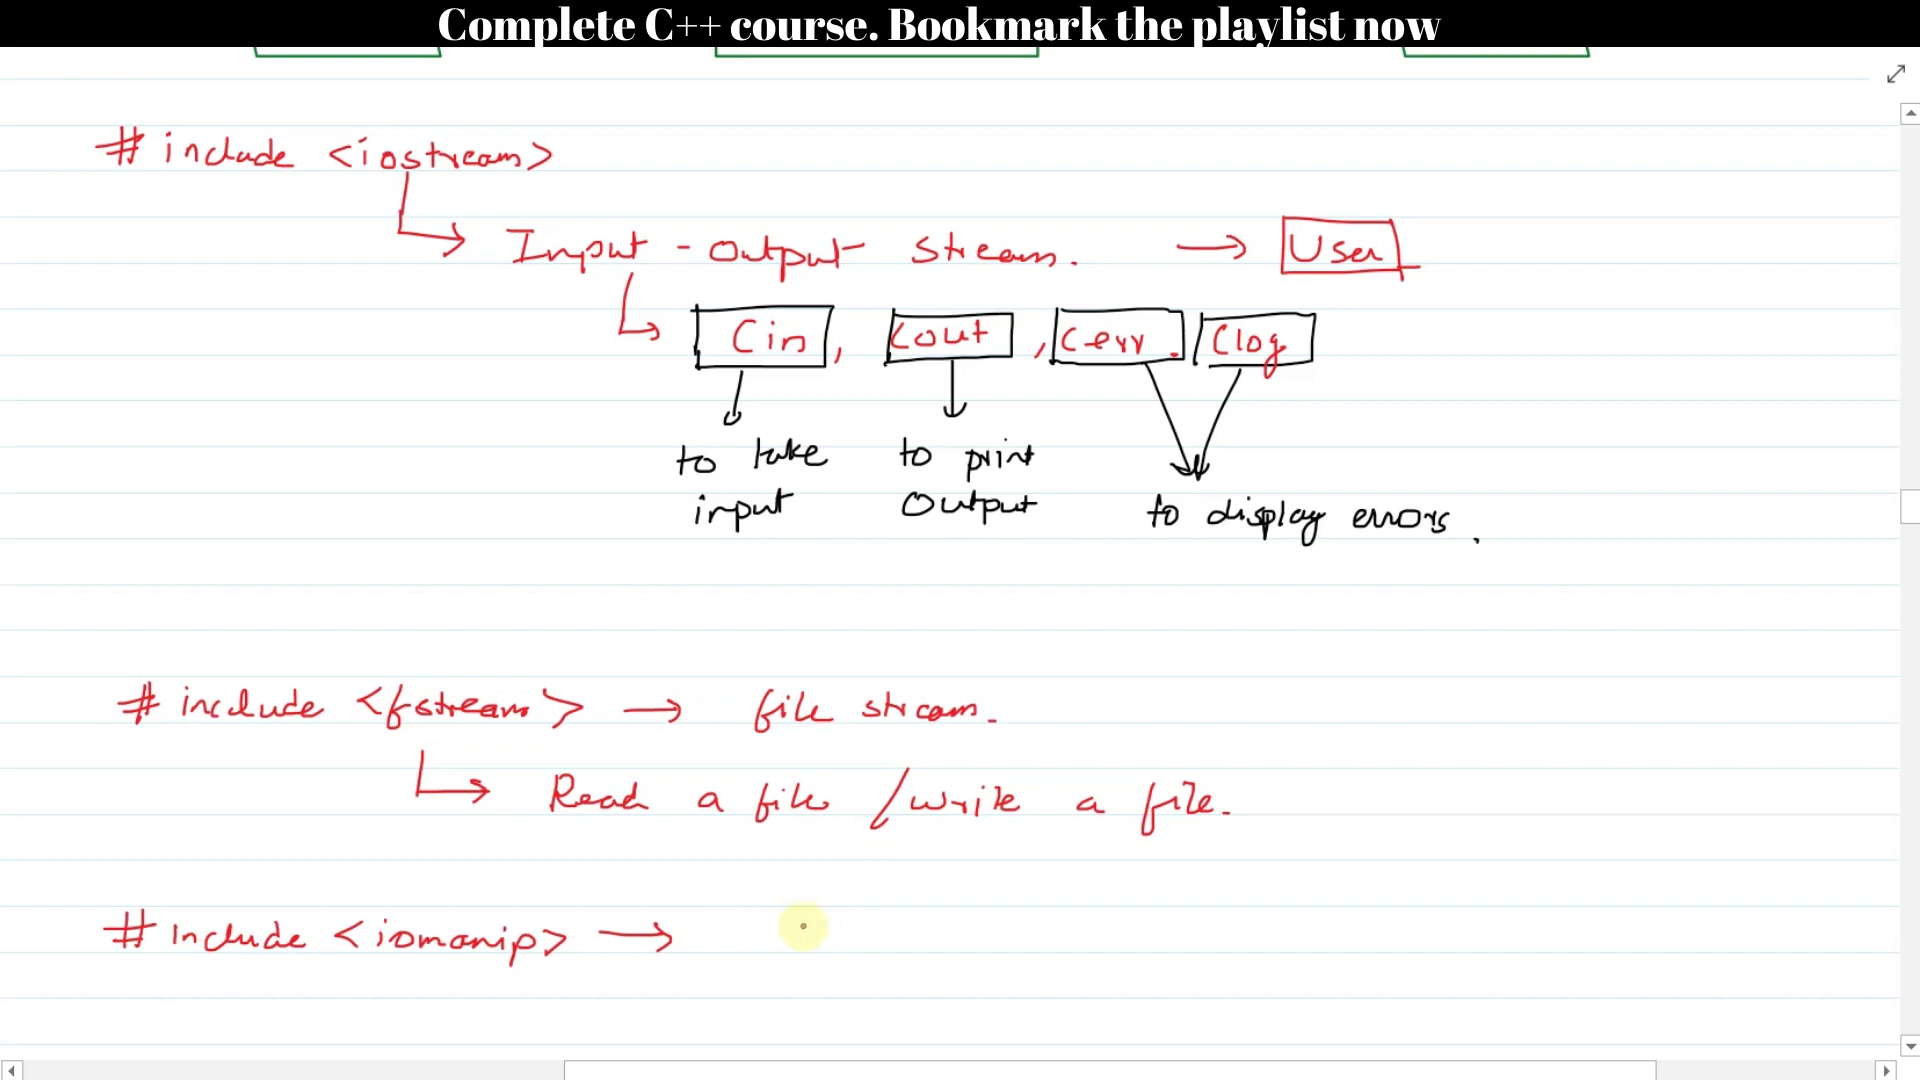 Complete C++ course. Bookmark the playlist now
# include <iostream>
Input - Output Stream. → User
Cin, Cout, Cerr. Clog
to take to print
input Output to display errors.
# include <fstream> → file stream.
Read a file / write a file.
# Include <iomanip> →